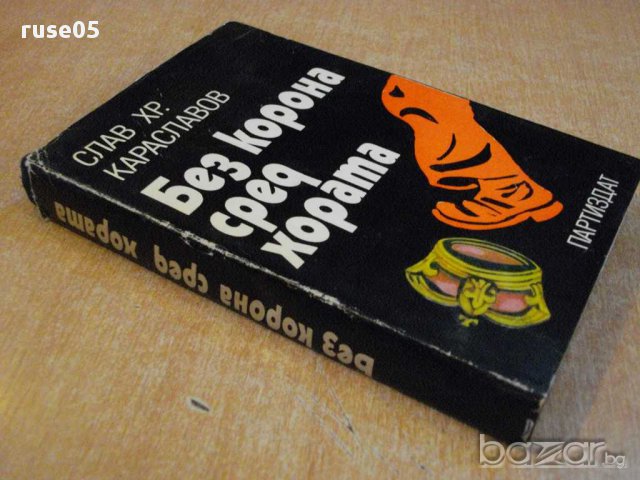 ruse05
СЛАВ ХР.
КАРАСЛАВОВ
Без корона
сред
хората
ПАРТИЗДАТ
Без корона сред хората
bazar.bg